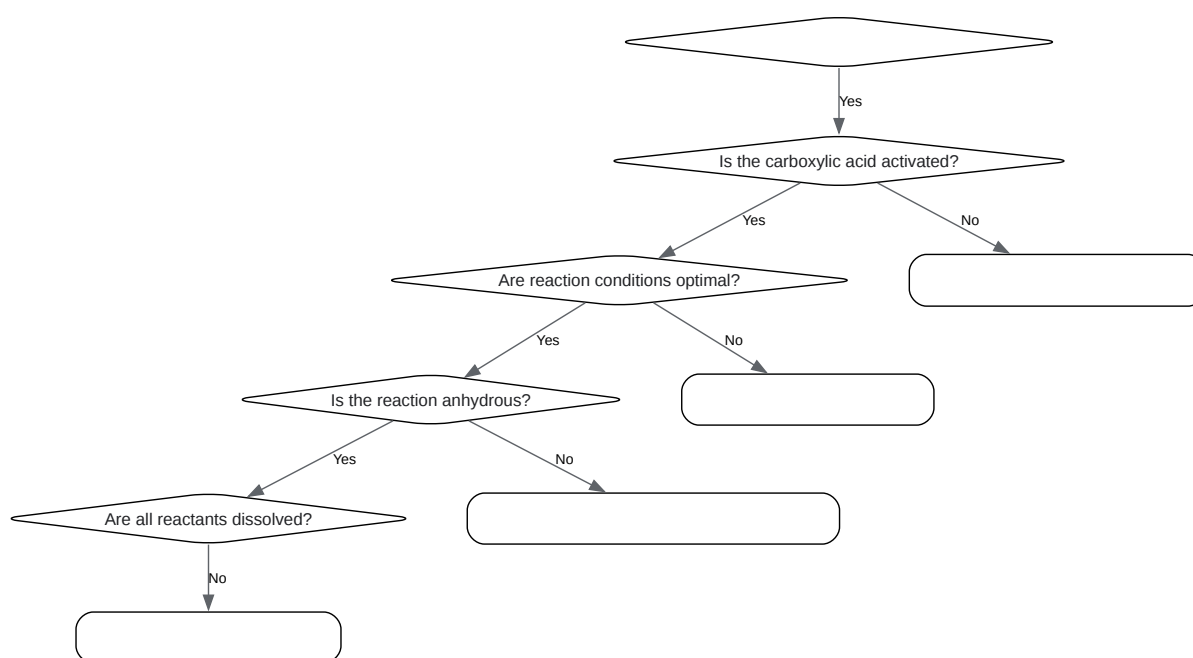 Yes
Is the carboxylic acid activated?
Yes
No
Are reaction conditions optimal?
Yes
No
Is the reaction anhydrous?
Yes
No
Are all reactants dissolved?
No